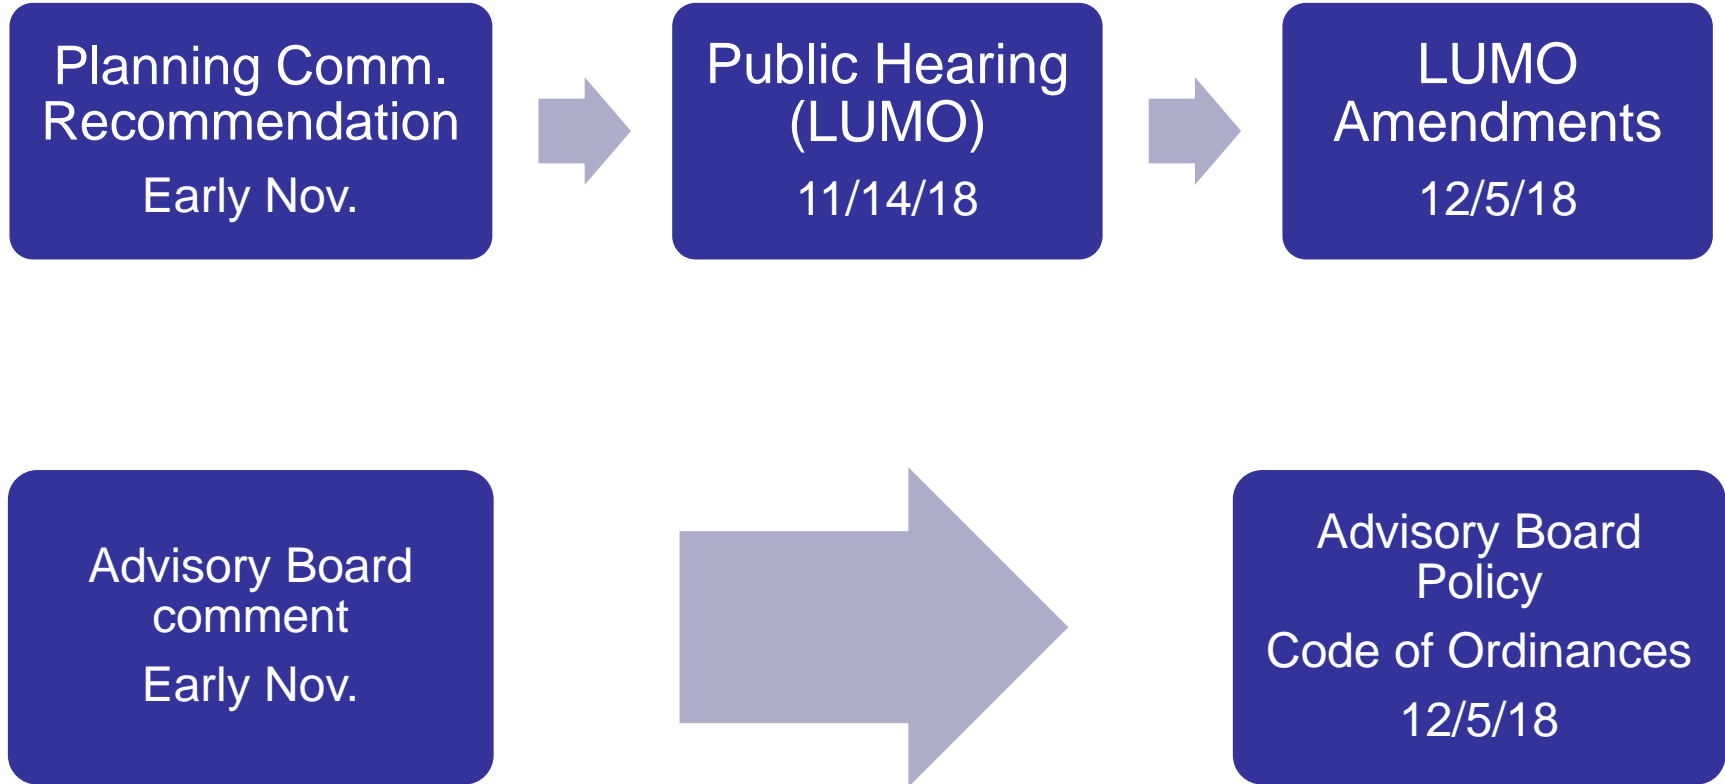 Planning Comm.
Recommendation
Early Nov.
Public Hearing
(LUMO)
11/14/18
LUMO
Amendments
12/5/18
Advisory Board
comment
Early Nov.
Advisory Board
Policy
Code of Ordinances
12/5/18